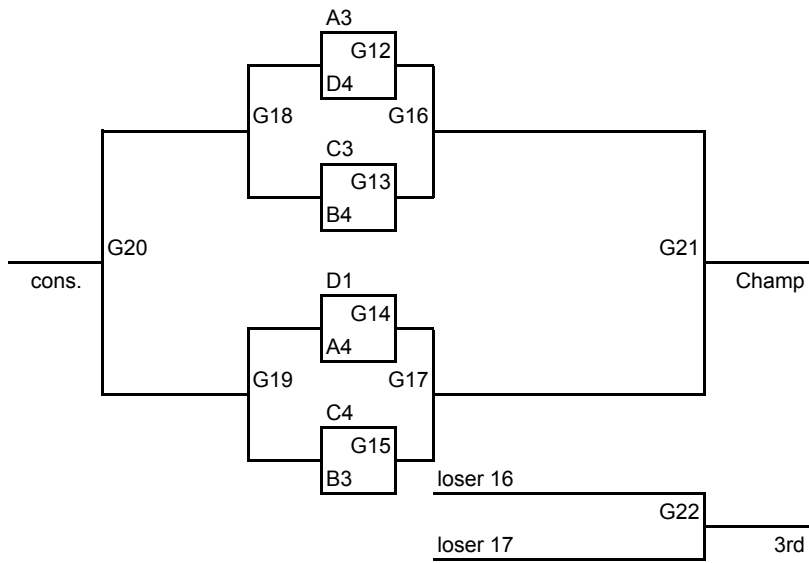 A3
G12
D4
G18
G16
C3
G13
B4
G20
G21
cons.
Champ
D1
G14
A4
G19
G17
C4
G15
B3
loser 16
G22
loser 17
3rd